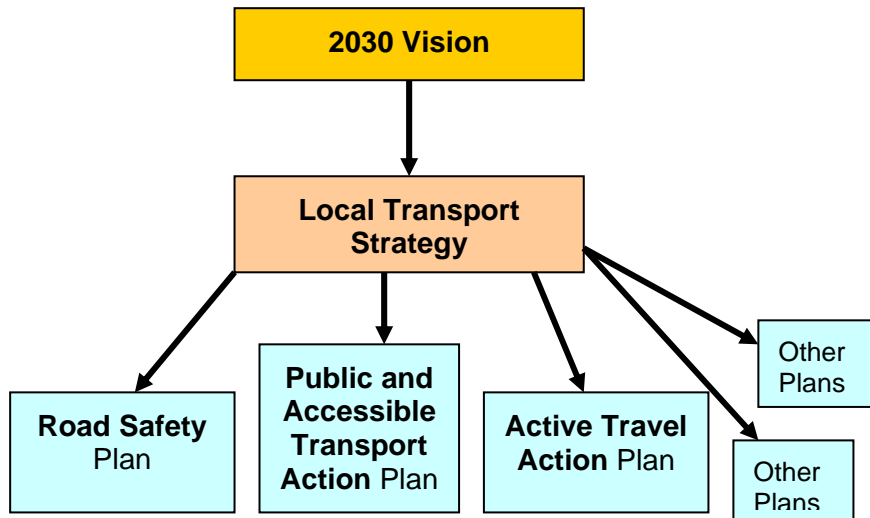 2030 Vision
Local Transport
Strategy
Road Safety
Plan
Public and
Accessible
Transport
Action Plan
Active Travel
Action Plan
Other
Plans
Other
Plans